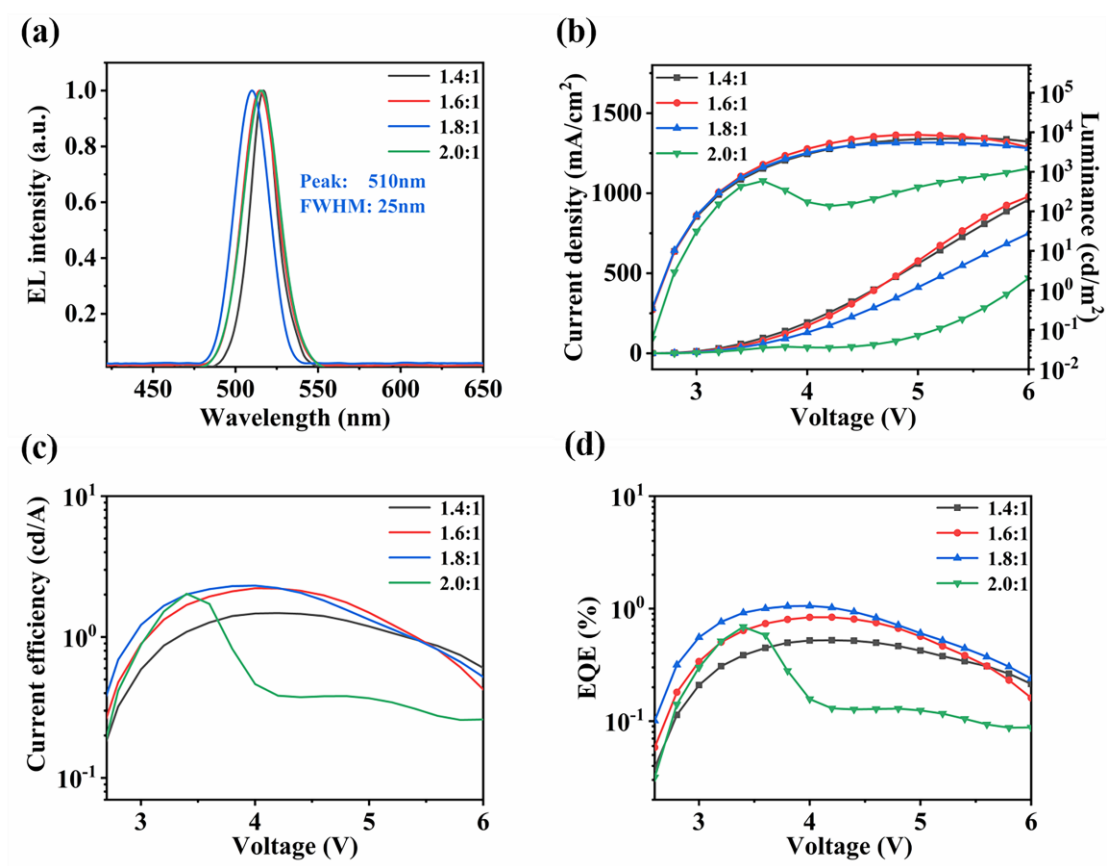 (a)
EL intensity (a.u.)
1.0
0.8
0.6
0.4
0.2
1.4:1
1.6:1
1.8:1
2.0:1
Peak: 510nm
FWHM: 25nm
450 500 550 600 650
Wavelength (nm)
(b)
Current density (mA/cm²)
1500
1000
500
0
1.4:1
1.6:1
1.8:1
2.0:1
10⁵
10⁴
10³
10²
10¹
10⁰
10⁻¹
10⁻²
Luminance (cd/m²)
3 4 5 6
Voltage (V)
(c)
Current efficiency (cd/A)
10¹
10⁰
10⁻¹
1.4:1
1.6:1
1.8:1
2.0:1
3 4 5 6
Voltage (V)
(d)
EQE (%)
10¹
10⁰
10⁻¹
1.4:1
1.6:1
1.8:1
2.0:1
3 4 5 6
Voltage (V)